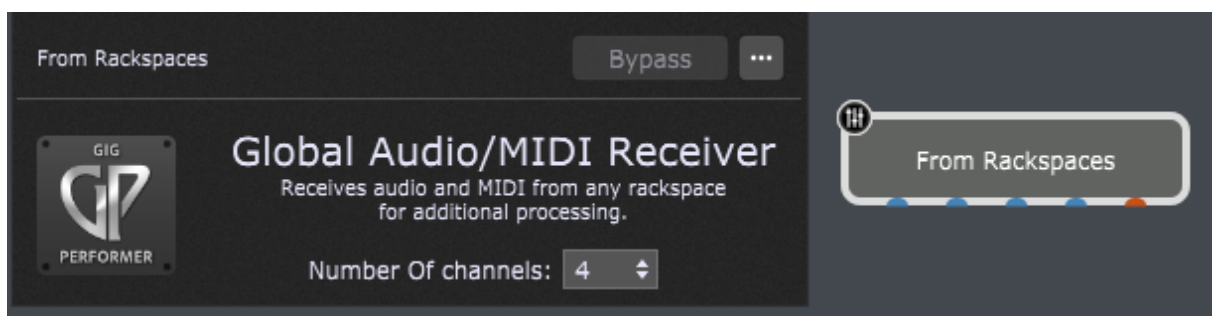 From Rackspaces
Bypass
...
GIG
GP
PERFORMER
Global Audio/MIDI Receiver
Receives audio and MIDI from any rackspace
for additional processing.
Number Of channels: 4
From Rackspaces